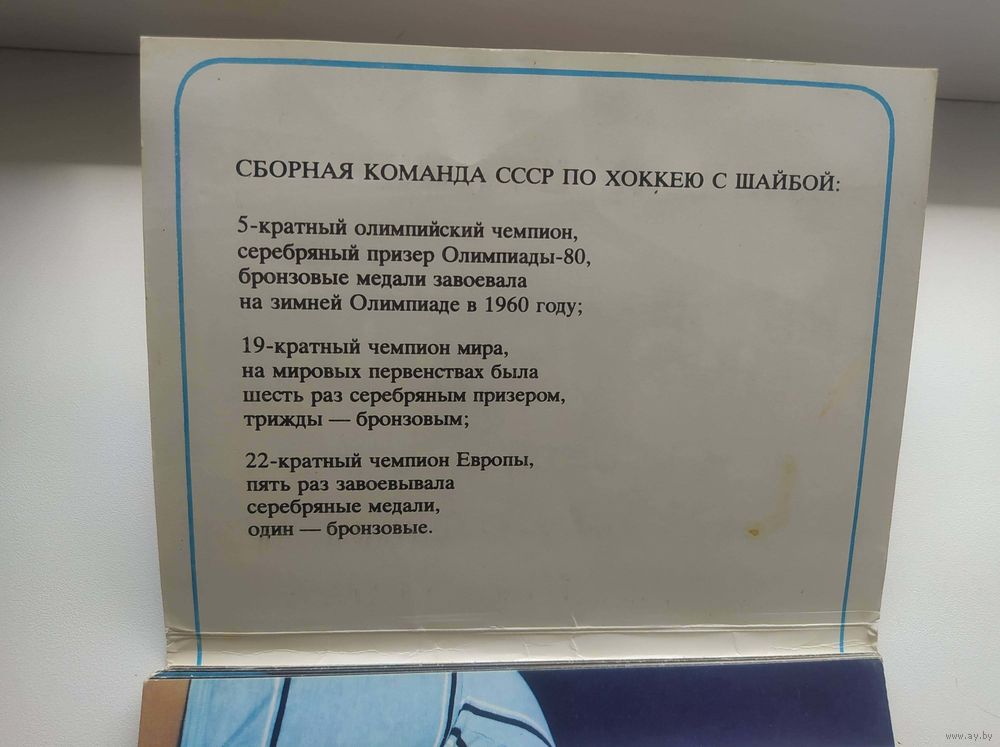 СБОРНАЯ КОМАНДА СССР ПО ХОККЕЮ С ШАЙБОЙ:
5-кратный олимпийский чемпион,
серебряный призер Олимпиады-80,
бронзовые медали завоевала
на зимней Олимпиаде в 1960 году;
19-кратный чемпион мира,
на мировых первенствах была
шесть раз серебряным призером,
трижды — бронзовым;
22-кратный чемпион Европы,
пять раз завоевывала
серебряные медали,
один — бронзовые.
www.ay.by